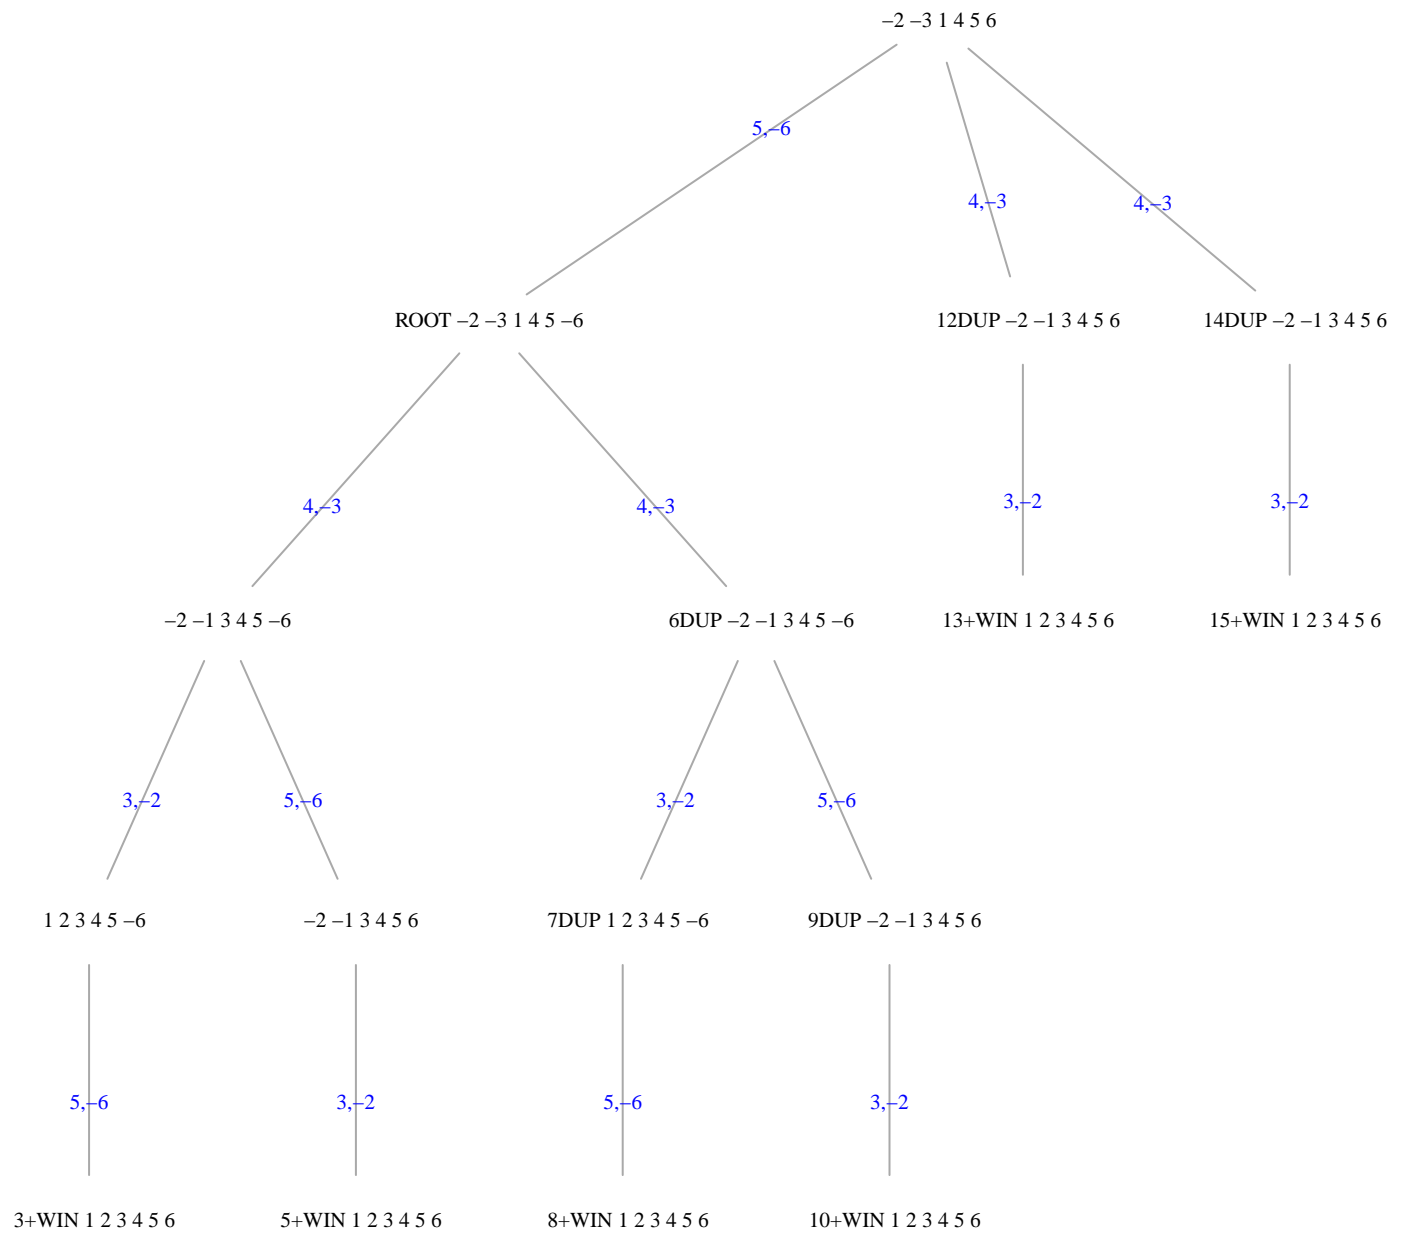 –2 –3 1 4 5 6
5,–6
4,–3
4,–3
ROOT –2 –3 1 4 5 –6
12DUP –2 –1 3 4 5 6
14DUP –2 –1 3 4 5 6
4,–3
4,–3
3,–2
3,–2
–2 –1 3 4 5 –6
6DUP –2 –1 3 4 5 –6
13+WIN 1 2 3 4 5 6
15+WIN 1 2 3 4 5 6
3,–2
5,–6
3,–2
5,–6
1 2 3 4 5 –6
–2 –1 3 4 5 6
7DUP 1 2 3 4 5 –6
9DUP –2 –1 3 4 5 6
5,–6
3,–2
5,–6
3,–2
3+WIN 1 2 3 4 5 6
5+WIN 1 2 3 4 5 6
8+WIN 1 2 3 4 5 6
10+WIN 1 2 3 4 5 6